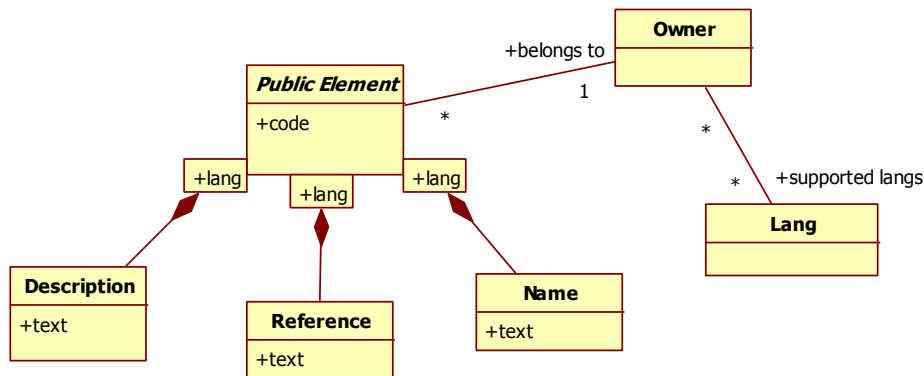 Owner
+belongs to
1
*
Public Element
+code
+lang
+lang
+lang
*
*
+supported langs
Lang
Description
+text
Reference
+text
Name
+text